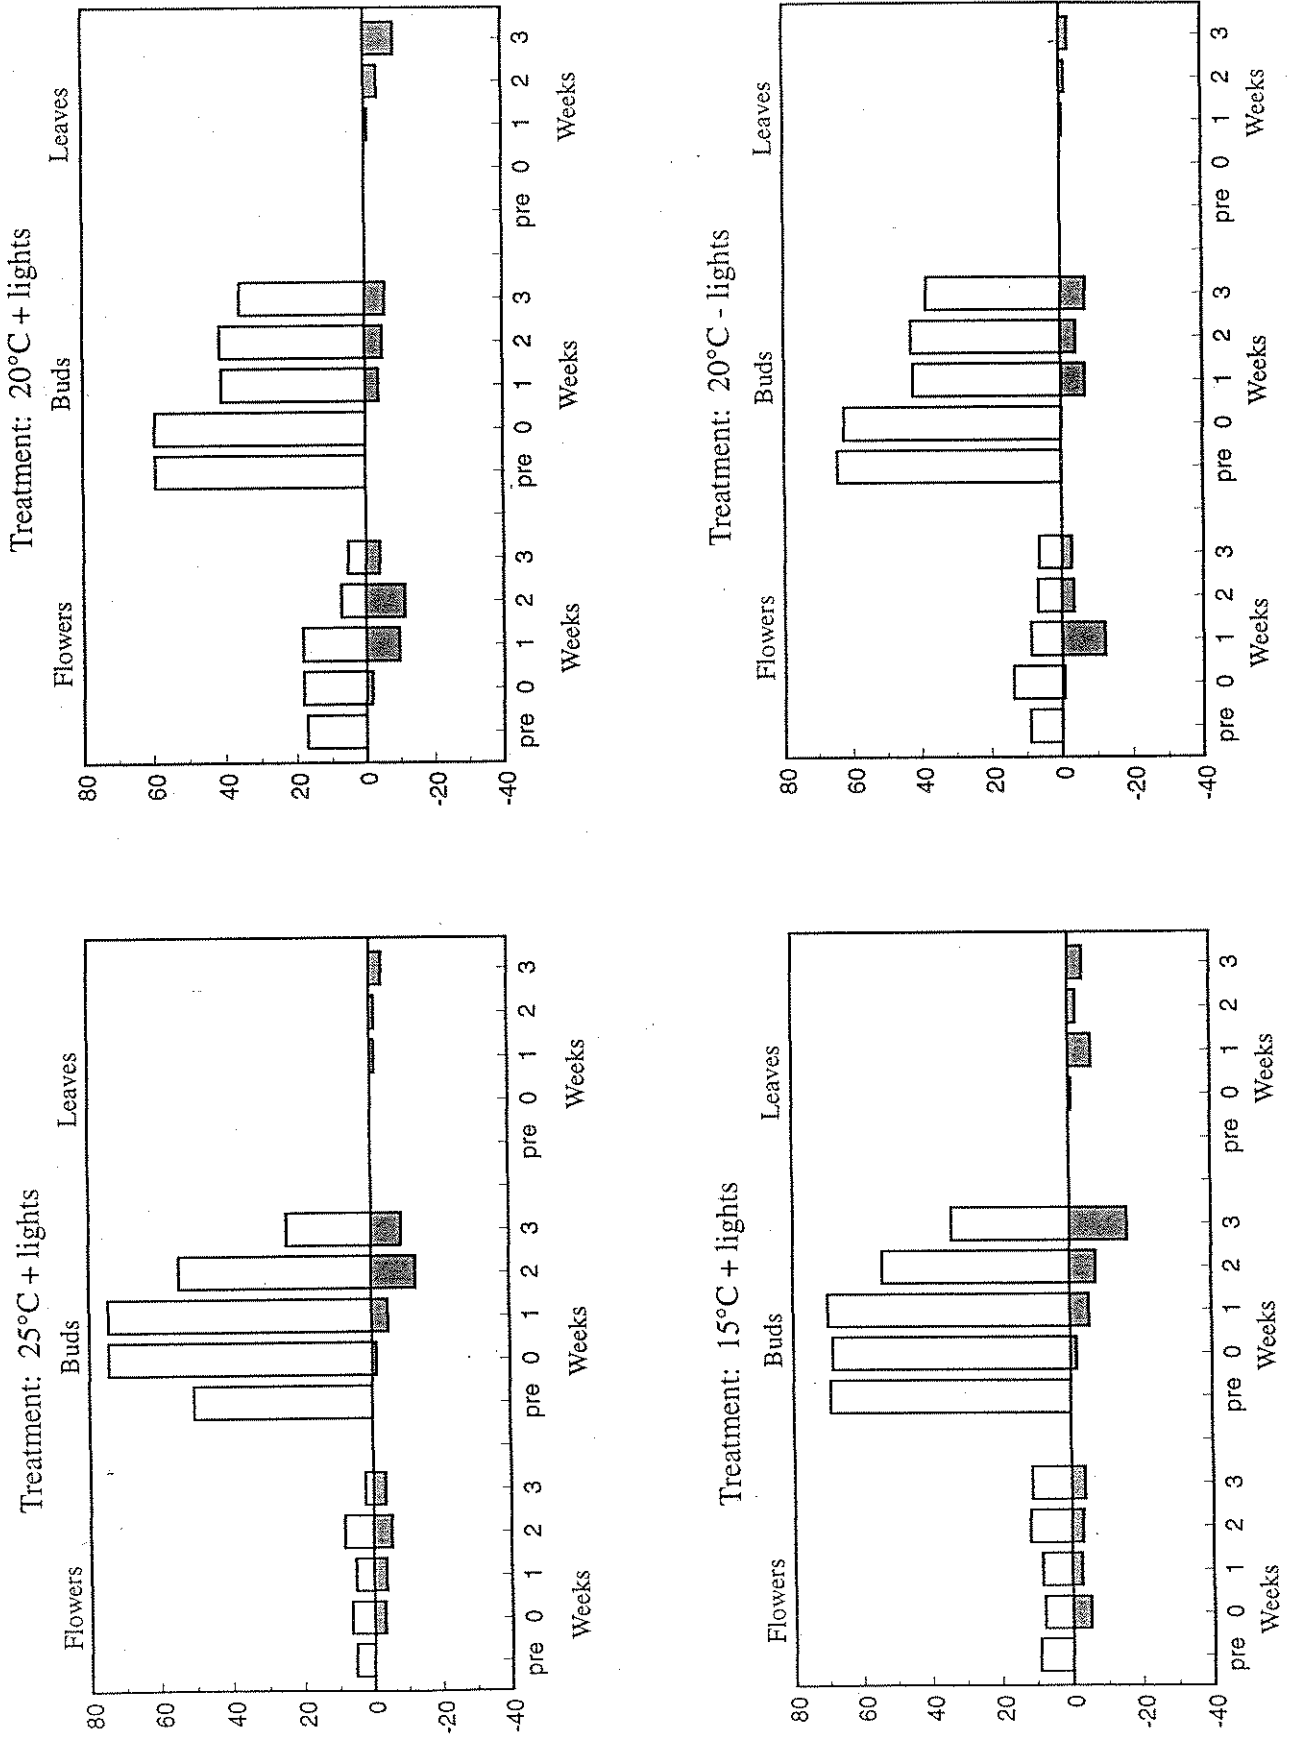 Treatment: 25°C + lights
Flowers Buds Leaves
80
60
40
20
0
-20
-40
pre 0 1 2 3 pre 0 1 2 3 pre 0 1 2 3
Weeks Weeks Weeks
Treatment: 20°C + lights
Flowers Buds Leaves
80
60
40
20
0
-20
-40
pre 0 1 2 3 pre 0 1 2 3 pre 0 1 2 3
Weeks Weeks Weeks
Treatment: 15°C + lights
Flowers Buds Leaves
80
60
40
20
0
-20
-40
pre 0 1 2 3 pre 0 1 2 3 pre 0 1 2 3
Weeks Weeks Weeks
Treatment: 20°C - lights
Flowers Buds Leaves
80
60
40
20
0
-20
-40
pre 0 1 2 3 pre 0 1 2 3 pre 0 1 2 3
Weeks Weeks Weeks